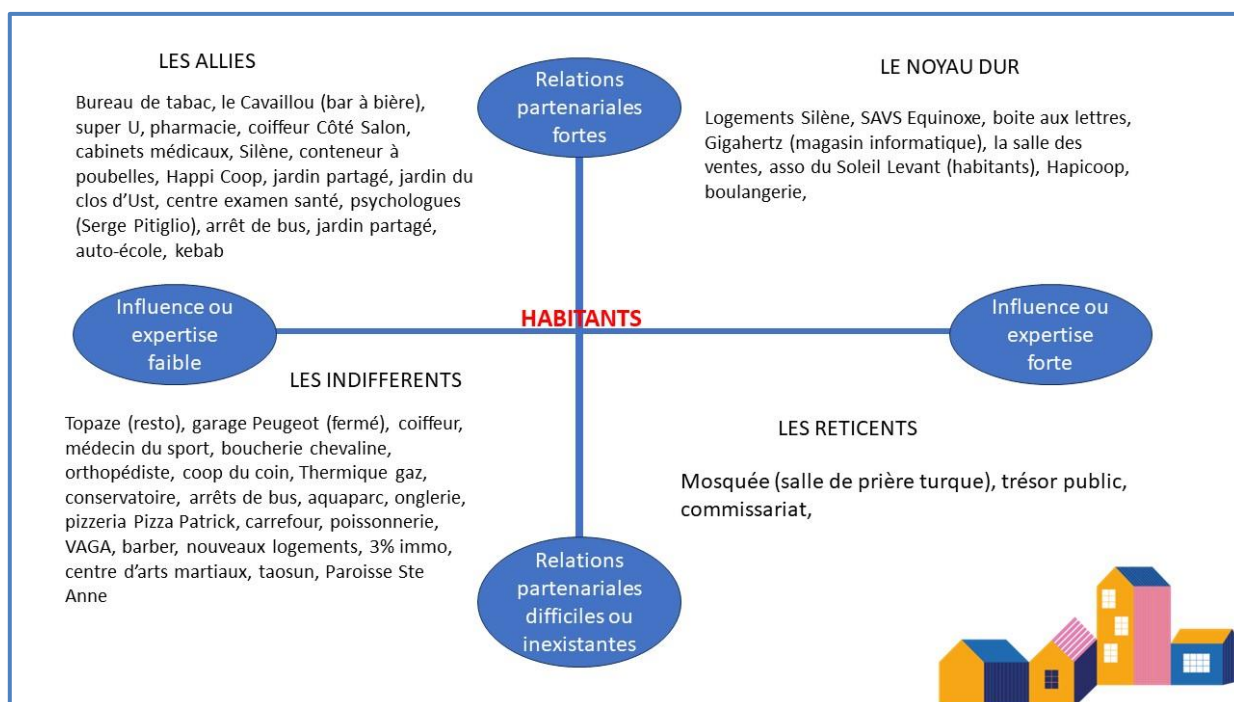 LES ALLIES
Bureau de tabac, le Cavaillou (bar à bière),
super U, pharmacie, coiffeur Côté Salon,
cabinets médicaux, Silène, conteneur à
poubelles, Happi Coop, jardin partagé, jardin du
clos d’Ust, centre examen santé, psychologues
(Serge Pitiglio), arrêt de bus, jardin partagé,
auto-école, kebab
Relations
partenariales
fortes
LE NOYAU DUR
Logements Silène, SAVS Equinoxe, boite aux lettres,
Gigahertz (magasin informatique), la salle des
ventes, asso du Soleil Levant (habitants), Hapicoop,
boulangerie,
Influence ou
expertise
faible
HABITANTS
Influence ou
expertise
forte
LES INDIFFERENTS
Topaze (resto), garage Peugeot (fermé), coiffeur,
médecin du sport, boucherie chevaline,
orthopédiste, coop du coin, Thermique gaz,
conservatoire, arrêts de bus, aquaparc, onglerie,
pizzeria Pizza Patrick, carrefour, poissonnerie,
VAGA, barber, nouveaux logements, 3% immo,
centre d’arts martiaux, taosun, Paroisse Ste
Anne
Relations
partenariales
difficiles ou
inexistantes
LES RETICENTS
Mosquée (salle de prière turque), trésor public,
commissariat,